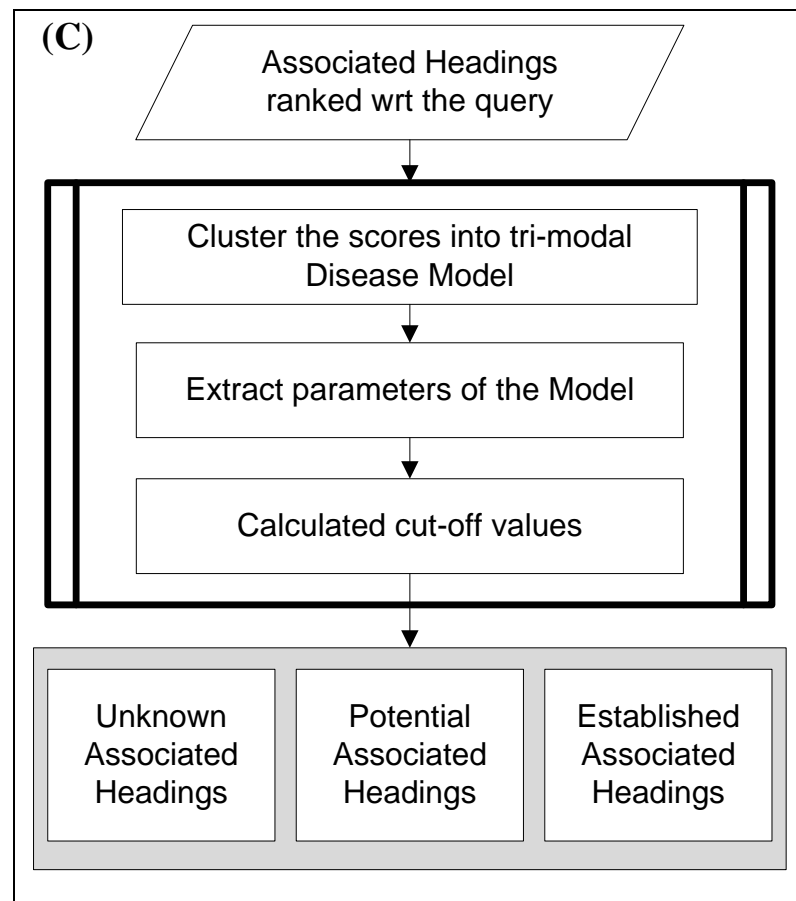 (C)
Associated Headings
ranked wrt the query
Cluster the scores into tri-modal
Disease Model
Extract parameters of the Model
Calculated cut-off values
Unknown
Associated
Headings
Potential
Associated
Headings
Established
Associated
Headings